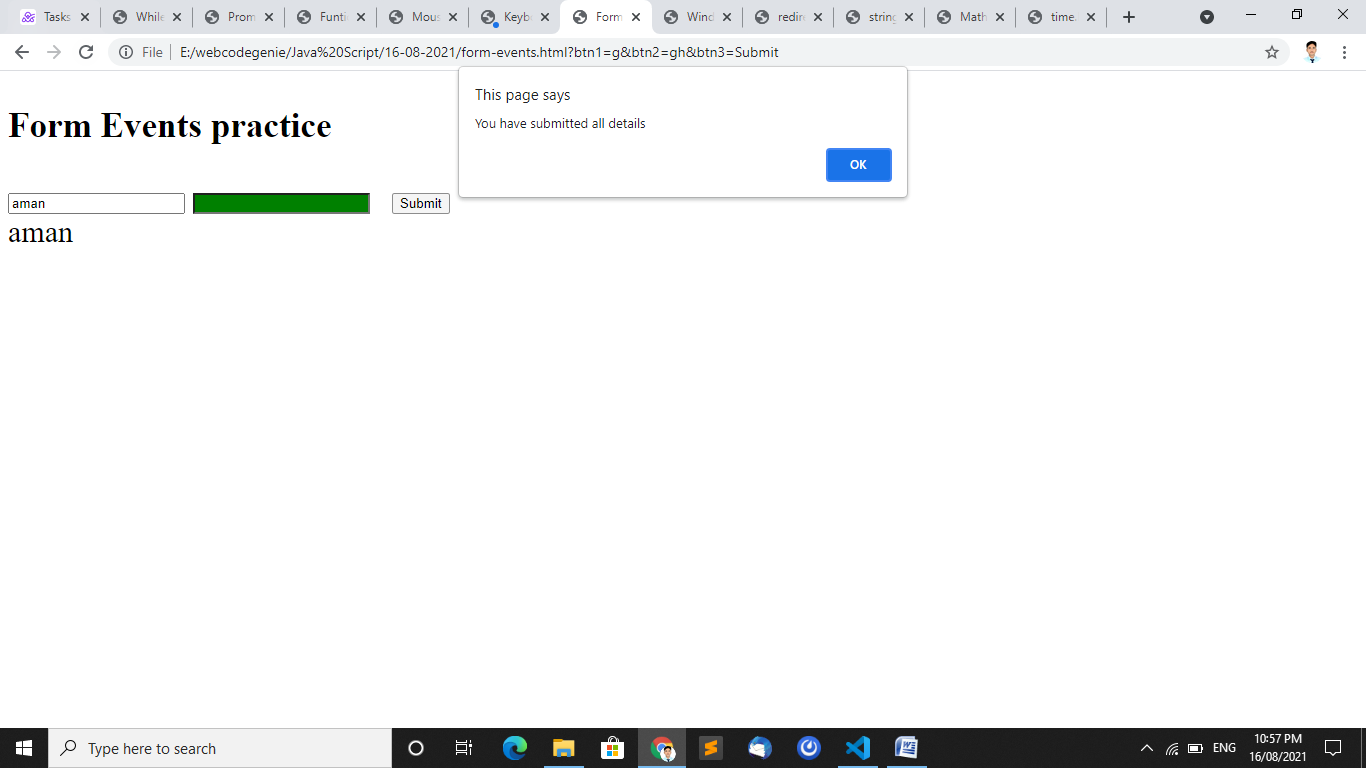 Tasks
While
Prom
Funti
Mous
Keybo
Form
Wind
redire
string
Math
time.
File
E:/webcodegenie/Java%20Script/16-08-2021/form-events.html?btn1=g&btn2=gh&btn3=Submit
This page says
You have submitted all details
OK
Form Events practice
aman
Submit
aman
Type here to search
ENG
10:57 PM
16/08/2021